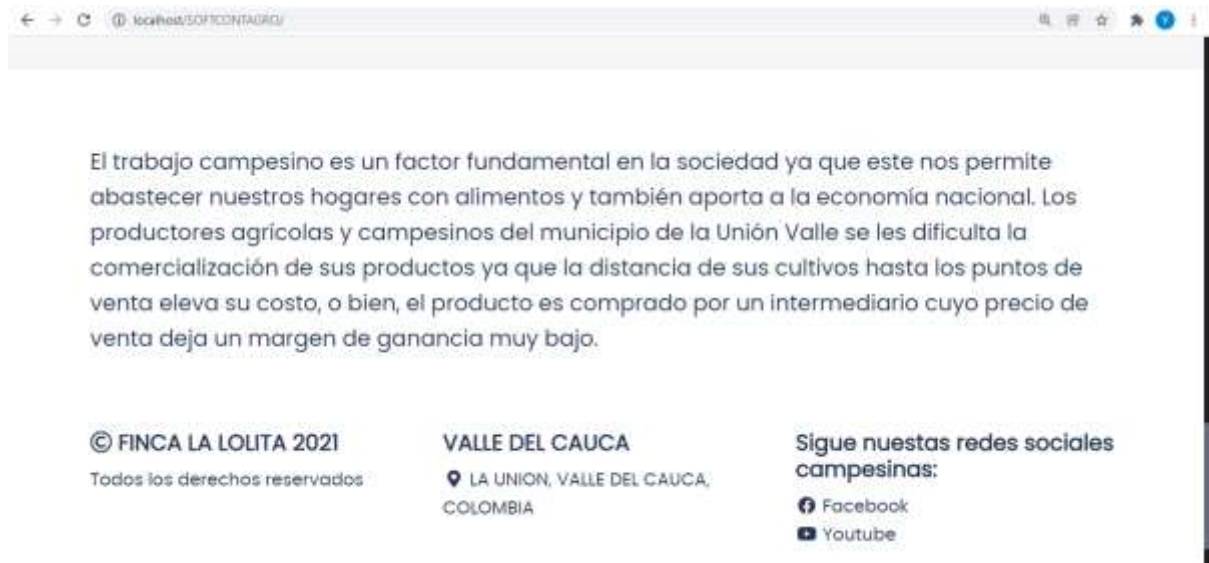 localhost/SOFTCONTAGRO/
El trabajo campesino es un factor fundamental en la sociedad ya que este nos permite
abastecer nuestros hogares con alimentos y también aporta a la economía nacional. Los
productores agrícolas y campesinos del municipio de la Unión Valle se les dificulta la
comercialización de sus productos ya que la distancia de sus cultivos hasta los puntos de
venta eleva su costo, o bien, el producto es comprado por un intermediario cuyo precio de
venta deja un margen de ganancia muy bajo.
© FINCA LA LOLITA 2021
Todos los derechos reservados
VALLE DEL CAUCA
LA UNION, VALLE DEL CAUCA,
COLOMBIA
Sigue nuestas redes sociales
campesinas:
Facebook
Youtube